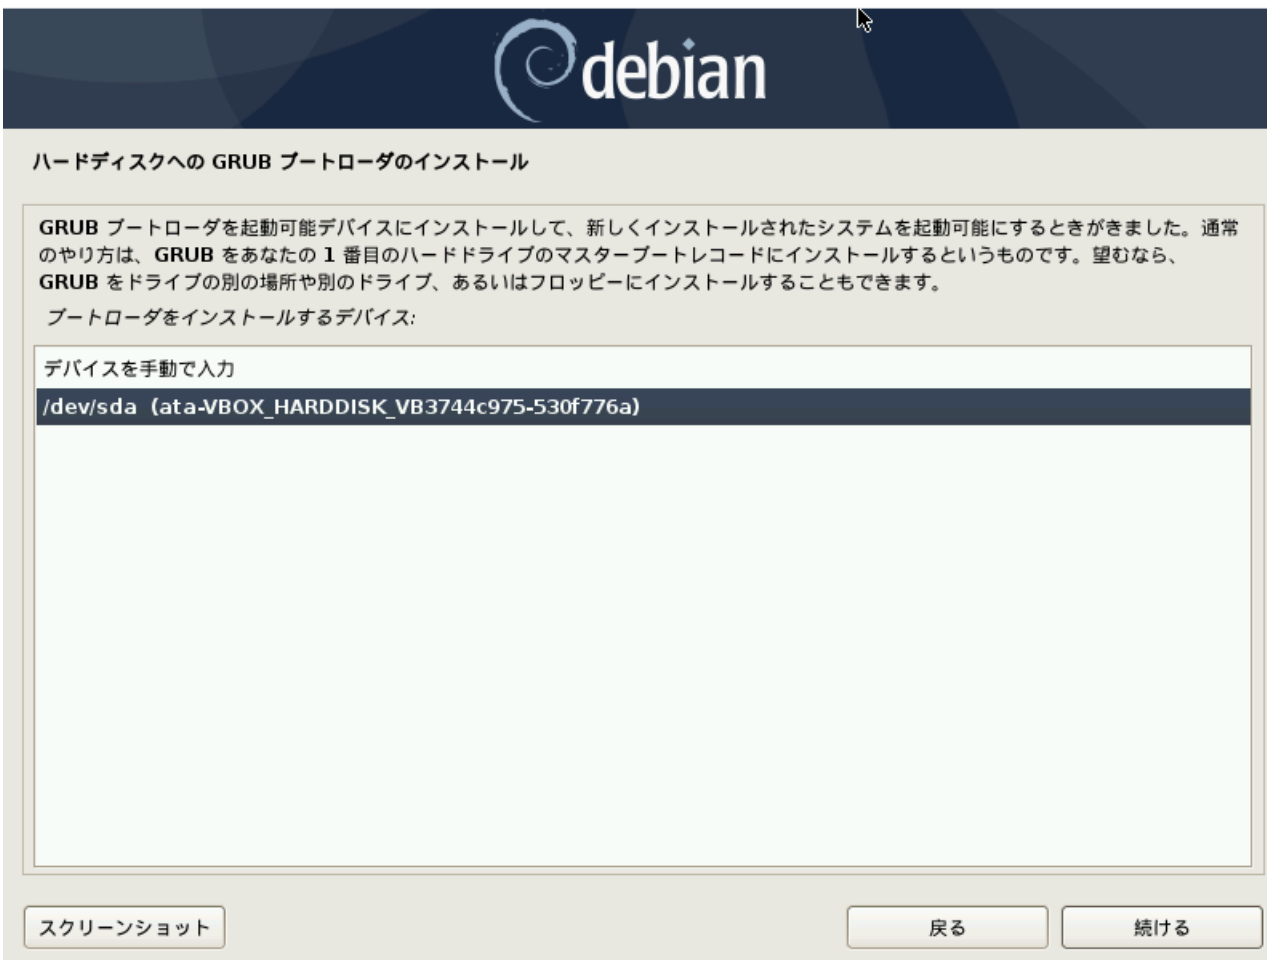 debian
ハードディスクへの GRUB ブートローダのインストール
GRUB ブートローダを起動可能デバイスにインストールして、新しくインストールされたシステムを起動可能にするときがきました。通常
のやり方は、GRUB をあなたの 1 番目のハードドライブのマスターブートレコードにインストールするというものです。望むなら、
GRUB をドライブの別の場所や別のドライブ、あるいはフロッピーにインストールすることもできます。
ブートローダをインストールするデバイス:
デバイスを手動で入力
/dev/sda (ata-VBOX_HARDDISK_VB3744c975-530f776a)
スクリーンショット
戻る
続ける